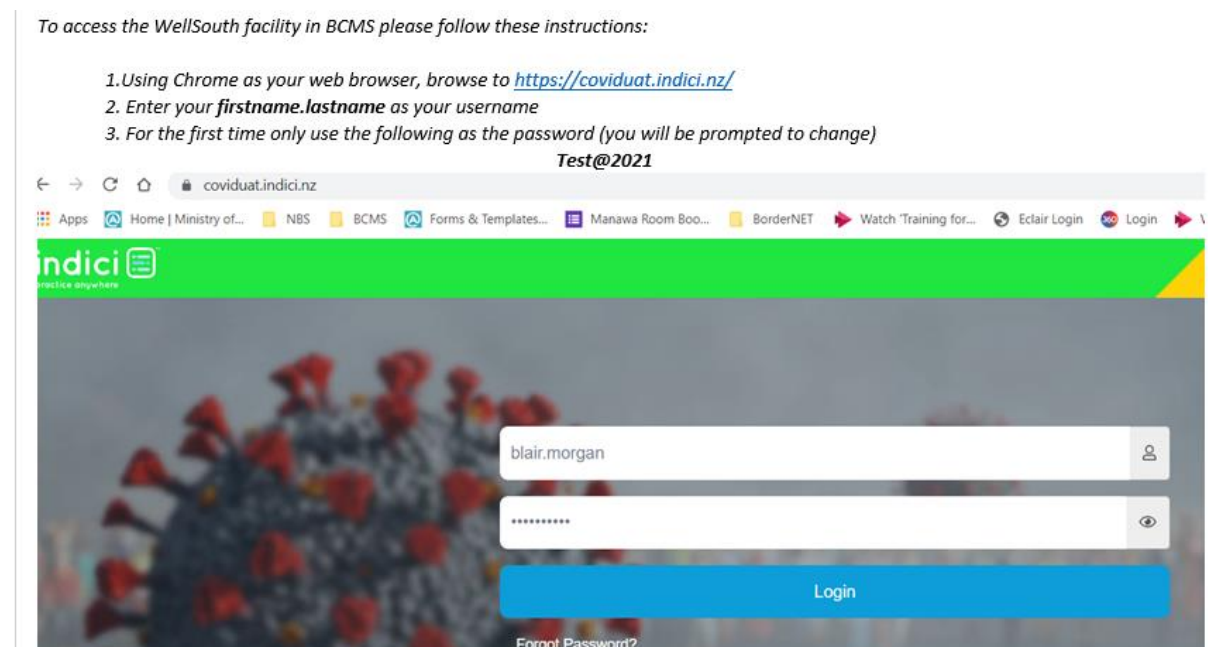 To access the WellSouth facility in BCMS please follow these instructions:
1.Using Chrome as your web browser, browse to https://coviduat.indici.nz/
2. Enter your firstname.lastname as your username
3. For the first time only use the following as the password (you will be prompted to change)
Test@2021
coviduat.indici.nz
Apps Home | Ministry of... NBS BCMS Forms & Templates... Manawa Room Boo... BorderNET Watch 'Training for... Eclair Login 360 Login
indici
practice anywhere
blair.morgan
••••••••••
Login
Forgot Password?